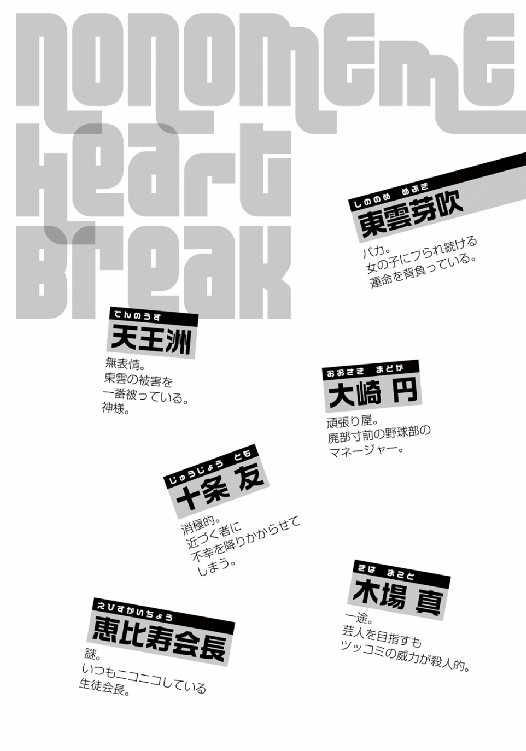 nonomeme
heart
Break
しののめ めぶき
東雲芽吹
バカ。
女の子にフられ続ける
運命を背負っている。
てんのうす
天王洲
無表情。
東雲の被害を
一番被っている。
神様。
おおさき まどか
大崎 円
頑張り屋。
廃部寸前の野球部の
マネージャー。
じゅうじょう とも
十条 友
消極的。
近づく者に
不幸を降りかからせて
しまう。
きば まこと
木場 真
一途。
芸人を目指すも
ツッコミの威力が殺人的。
えびすかいちょう
恵比寿会長
謎。
いつもニコニコしている
生徒会長。